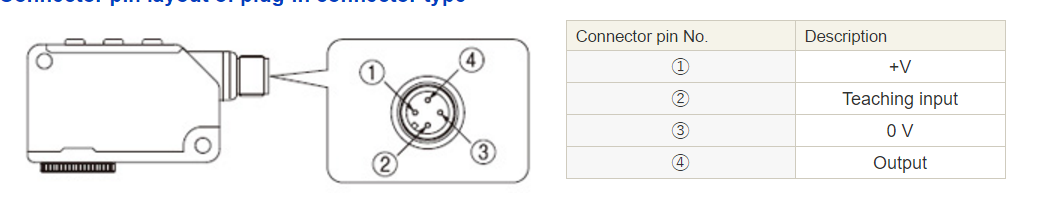 Connector pin layout of plug-in connector type
① ④
② ③
Connector pin No. Description
① +V
② Teaching input
③ 0 V
④ Output